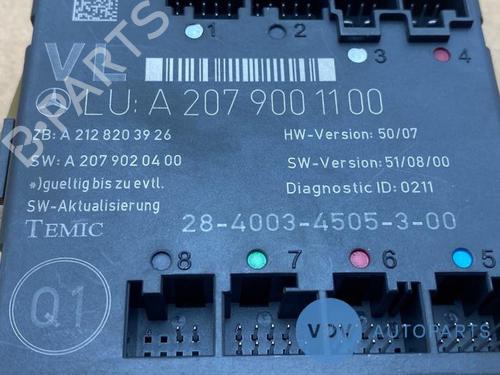 1 2 3 4
VL
LU: A 207 900 11 00
ZB: A 212 820 39 26
HW-Version: 50/07
SW: A 207 902 04 00
SW-Version: 51/08/00
*)gueltig bis zu evtl.
Diagnostic ID: 0211
SW-Aktualisierung
28-4003-4505-3-00
TEMIC
8 7 6 5
Q1
VDV AUTOPARTS